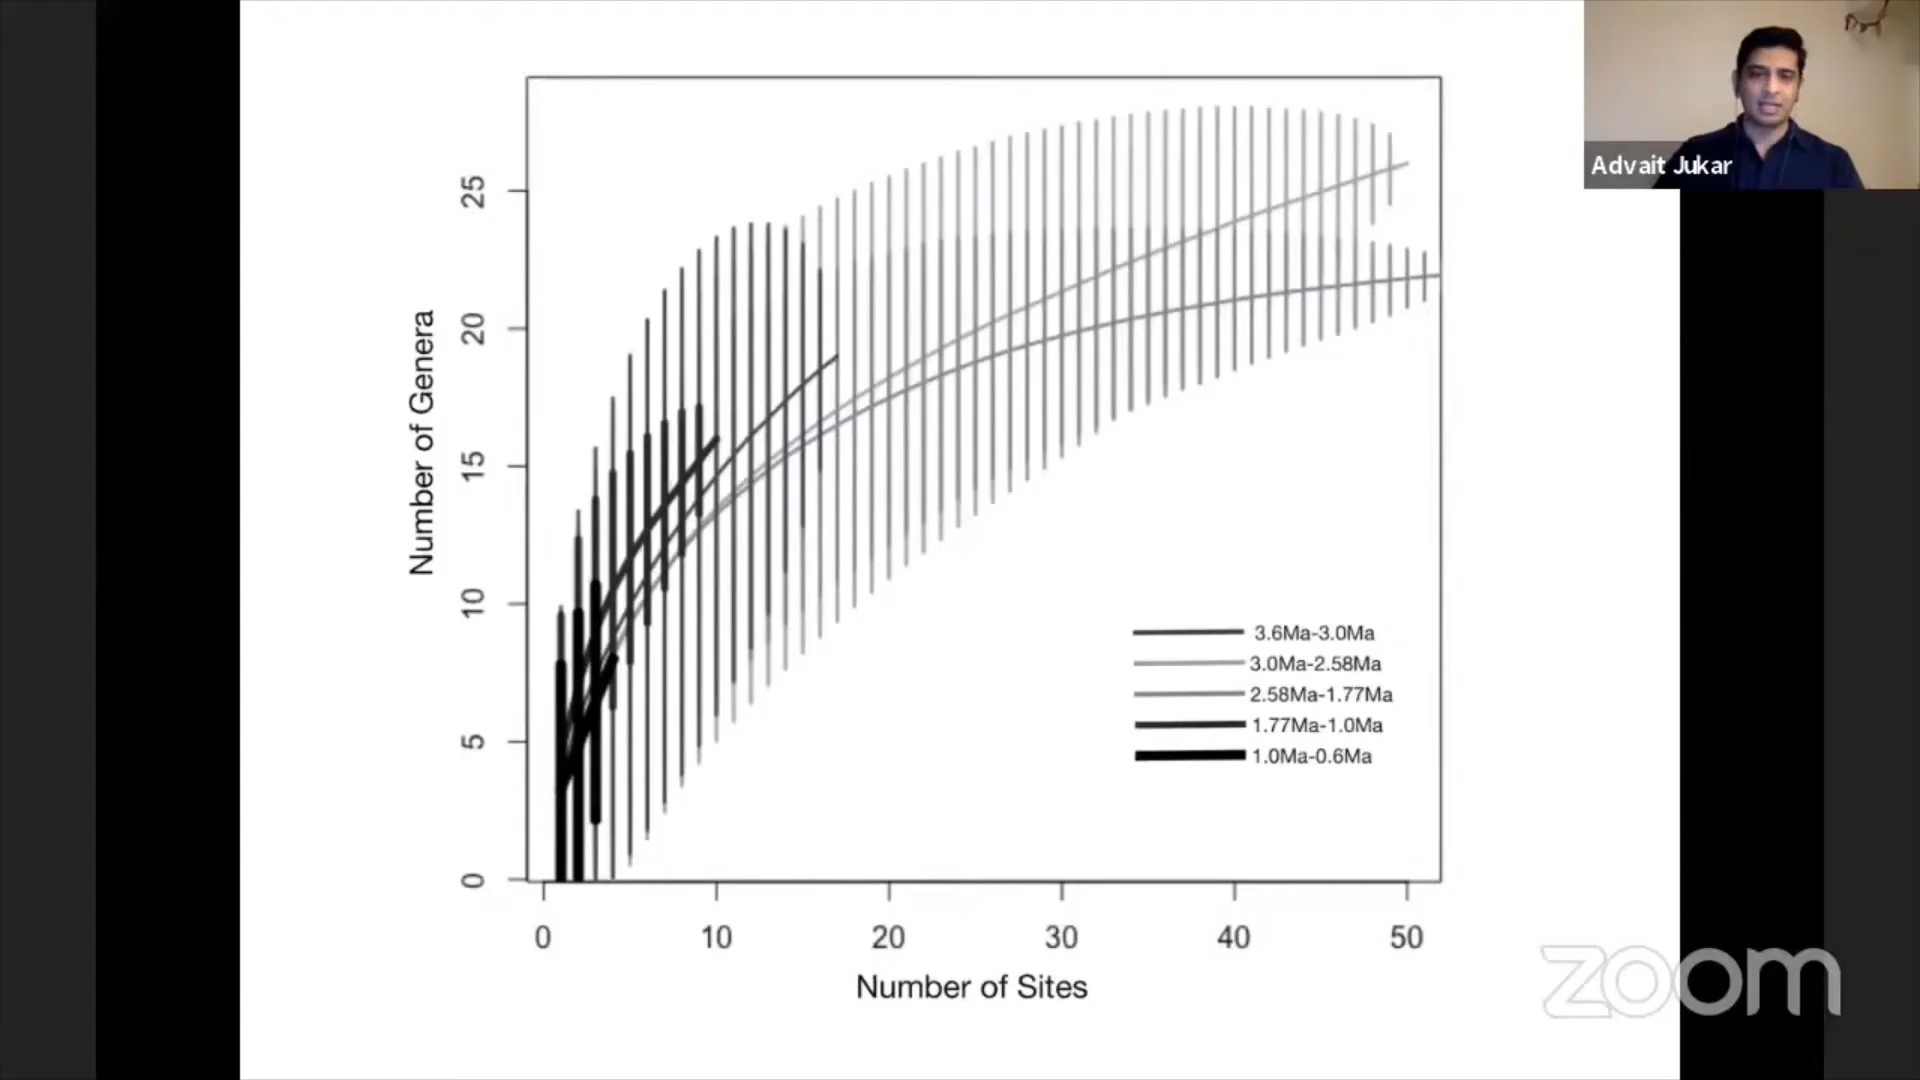 Advait Jukar
Number of Genera
25
20
15
10
5
0
3.6Ma-3.0Ma
3.0Ma-2.58Ma
2.58Ma-1.77Ma
1.77Ma-1.0Ma
1.0Ma-0.6Ma
0 10 20 30 40 50
Number of Sites
zoom